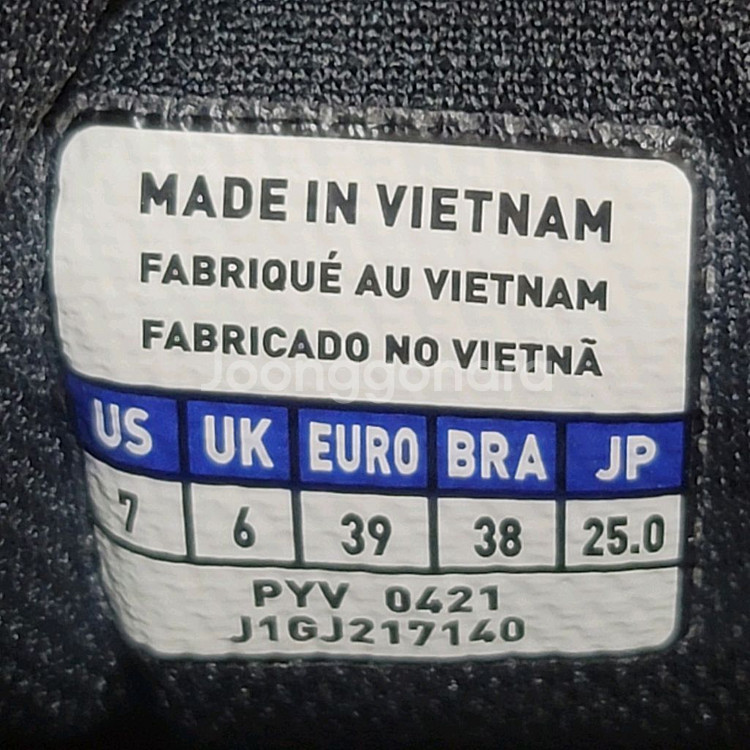 MADE IN VIETNAM
FABRIQUÉ AU VIETNAM
FABRICADO NO VIETNÃ
Joonggonara
US UK EURO BRA JP
7 6 39 38 25.0
PYV 0421
J1GJ217140